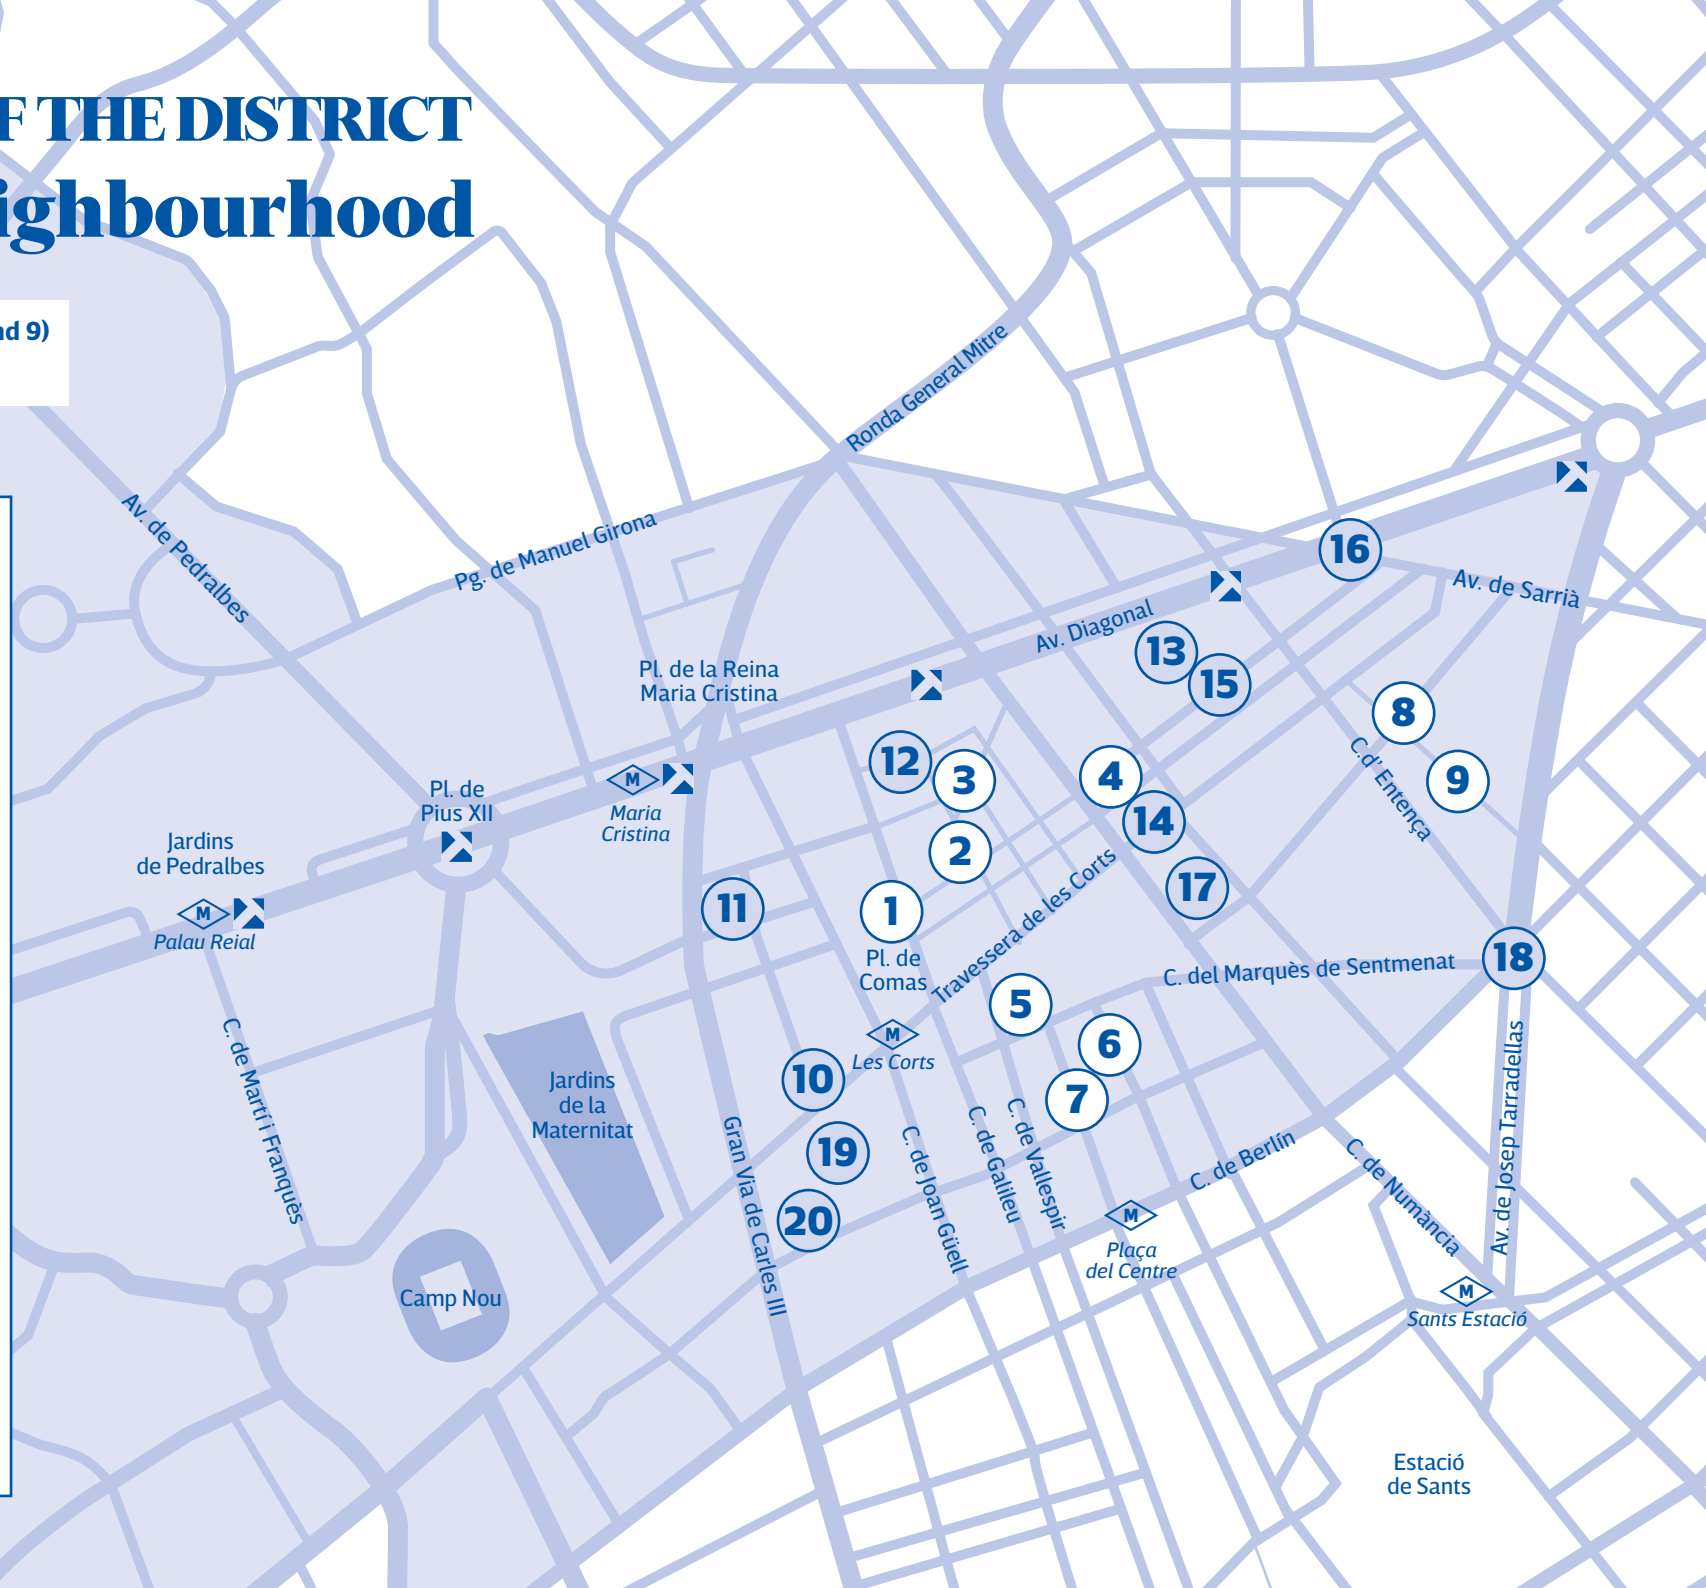 F THE DISTRICT
ighbourhood
nd 9)
Ronda General Mitre
Av. de Pedralbes
Pg. de Manuel Girona
16
Av. de Sarrià
Av. Diagonal
13
15
Pl. de la Reina
Maria Cristina
8
12
3
4
9
C. d'Entença
M
Maria
Cristina
Pl. de
Pius XII
14
2
Jardins
de Pedralbes
M
Palau Reial
11
1
17
Pl. de
Comas
Travessera de les Corts
18
C. del Marquès de Sentmenat
5
M
Les Corts
6
10
7
Jardins
de la
Maternitat
C. de Martí i Franquès
19
20
Gran Via de Carles III
C. de Joan Güell
C. de Galileu
C. de Vallespir
C. de Berlín
C. de Numància
Av. de Josep Tarradellas
M
Plaça
del Centre
Camp Nou
M
Sants Estació
Estació
de Sants